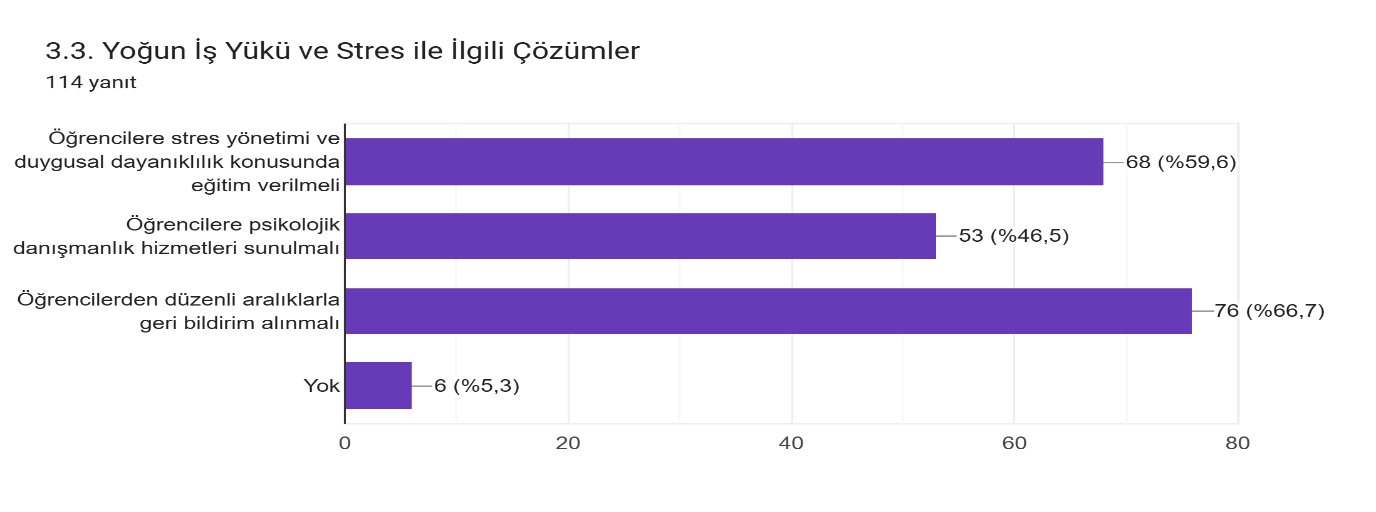 3.3. Yoğun İş Yükü ve Stres ile İlgili Çözümler
114 yanıt
Öğrencilere stres yönetimi ve
duygusal dayanıklılık konusunda
eğitim verilmeli
68 (%59,6)
Öğrencilere psikolojik
danışmanlık hizmetleri sunulmalı
53 (%46,5)
Öğrencilerden düzenli aralıklarla
geri bildirim alınmalı
76 (%66,7)
Yok
6 (%5,3)
0 20 40 60 80